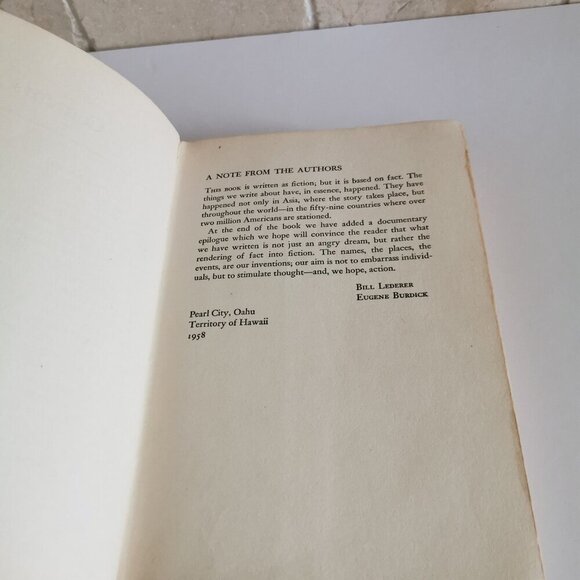 A NOTE FROM THE AUTHORS
THIS BOOK is written as fiction; but it is based on fact. The
things we write about have, in essence, happened. They have
happened not only in Asia, where the story takes place, but
throughout the world—in the fifty-nine countries where over
two million Americans are stationed.
At the end of the book we have added a documentary
epilogue which we hope will convince the reader that what
we have written is not just an angry dream, but rather the
rendering of fact into fiction. The names, the places, the
events, are our inventions; our aim is not to embarrass individ-
uals, but to stimulate thought—and, we hope, action.
BILL LEDERER
EUGENE BURDICK
Pearl City, Oahu
Territory of Hawaii
1958